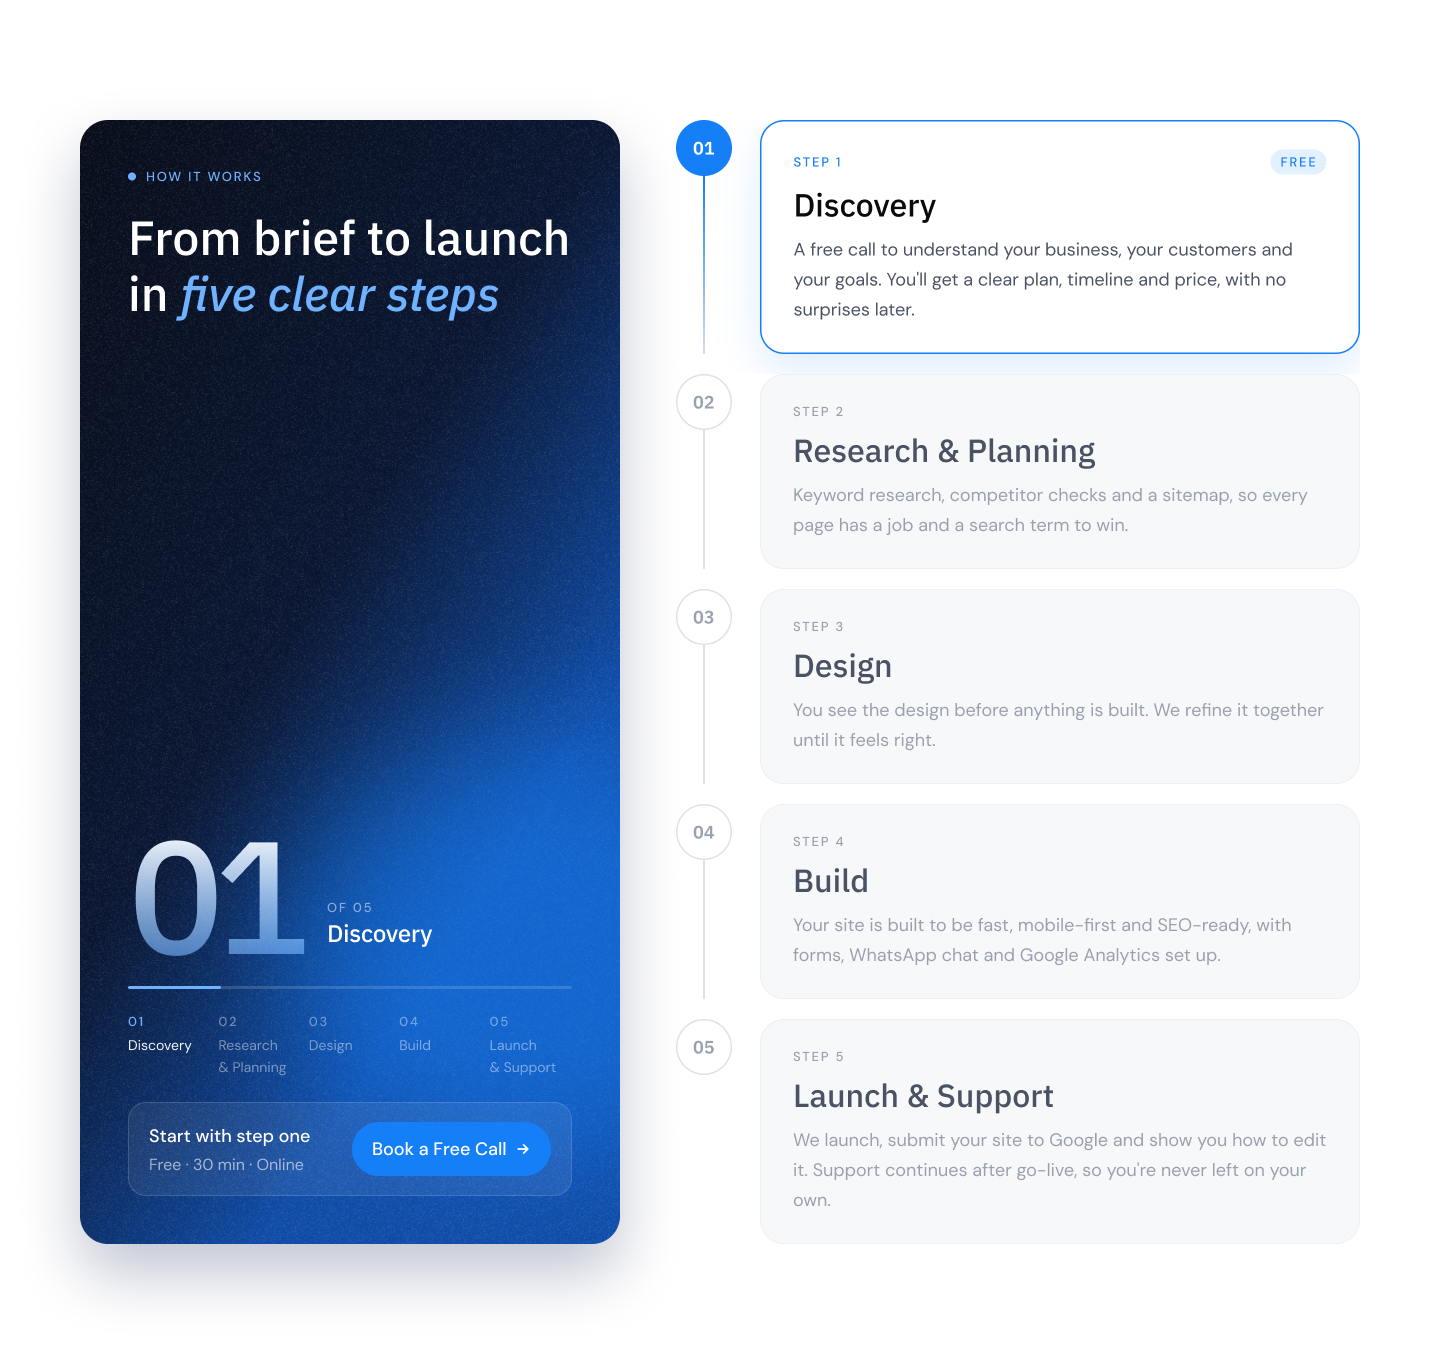 HOW IT WORKS
From brief to launch
in five clear steps
01
OF 05
Discovery
01
Discovery
02
Research
& Planning
03
Design
04
Build
05
Launch
& Support
Start with step one
Free · 30 min · Online
Book a Free Call →
01
STEP 1
FREE
Discovery
A free call to understand your business, your customers and
your goals. You'll get a clear plan, timeline and price, with no
surprises later.
02
STEP 2
Research & Planning
Keyword research, competitor checks and a sitemap, so every
page has a job and a search term to win.
03
STEP 3
Design
You see the design before anything is built. We refine it together
until it feels right.
04
STEP 4
Build
Your site is built to be fast, mobile-first and SEO-ready, with
forms, WhatsApp chat and Google Analytics set up.
05
STEP 5
Launch & Support
We launch, submit your site to Google and show you how to edit
it. Support continues after go-live, so you're never left on your
own.